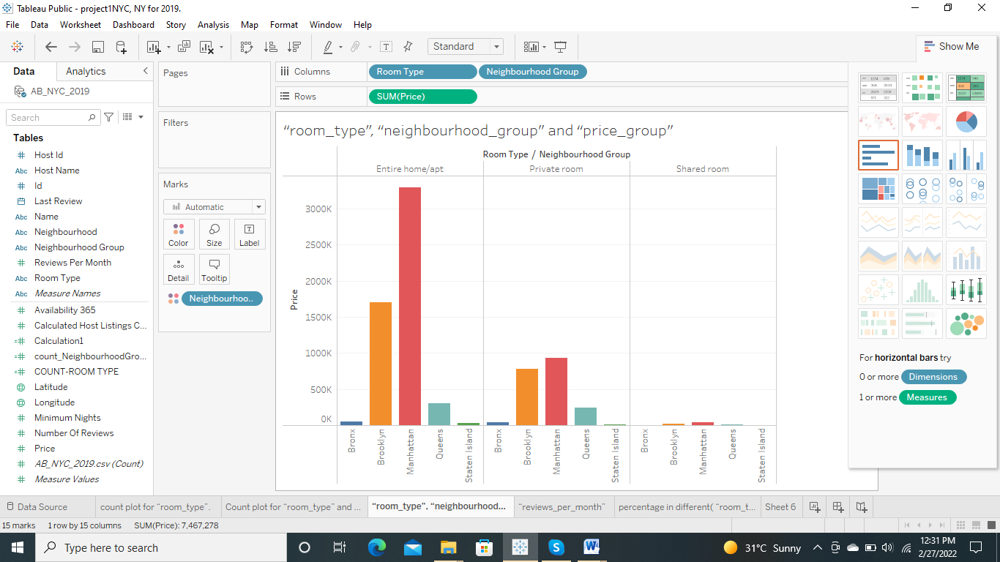 Tableau Public - project1NYC, NY for 2019.
File Data Worksheet Dashboard Story Analysis Map Format Window Help
Standard
Show Me
Data Analytics
AB_NYC_2019
Search
Tables
Host Id
Abc Host Name
Id
Last Review
Abc Name
Abc Neighbourhood
Abc Neighbourhood Group
Reviews Per Month
Abc Room Type
Abc Measure Names
Availability 365
Calculated Host Listings C...
Calculation1
count_NeighbourhoodGro...
COUNT-ROOM TYPE
Latitude
Longitude
Minimum Nights
Number Of Reviews
Price
AB_NYC_2019.csv (Count)
Measure Values
Pages
Filters
Marks
Automatic
Color Size Label
Detail Tooltip
Neighbourhoo..
Columns Room Type Neighbourhood Group
Rows SUM(Price)
“room_type”, “neighbourhood_group” and “price_group”
Room Type / Neighbourhood Group
Entire home/apt Private room Shared room
3000K
2500K
2000K
1500K
1000K
500K
0K
Price
Bronx Brooklyn Manhattan Queens Staten Island Bronx Brooklyn Manhattan Queens Staten Island Bronx Brooklyn Manhattan Queens Staten Island
For horizontal bars try
0 or more Dimensions
1 or more Measures
Data Source count plot for “room_type”. Count plot for “room_type” and ... “room_type”, “neighbourhood... “reviews_per_month” percentage in different( “room_t... Sheet 6
15 marks 1 row by 15 columns SUM(Price): 7,467,278
Type here to search
31°C Sunny
12:31 PM
2/27/2022